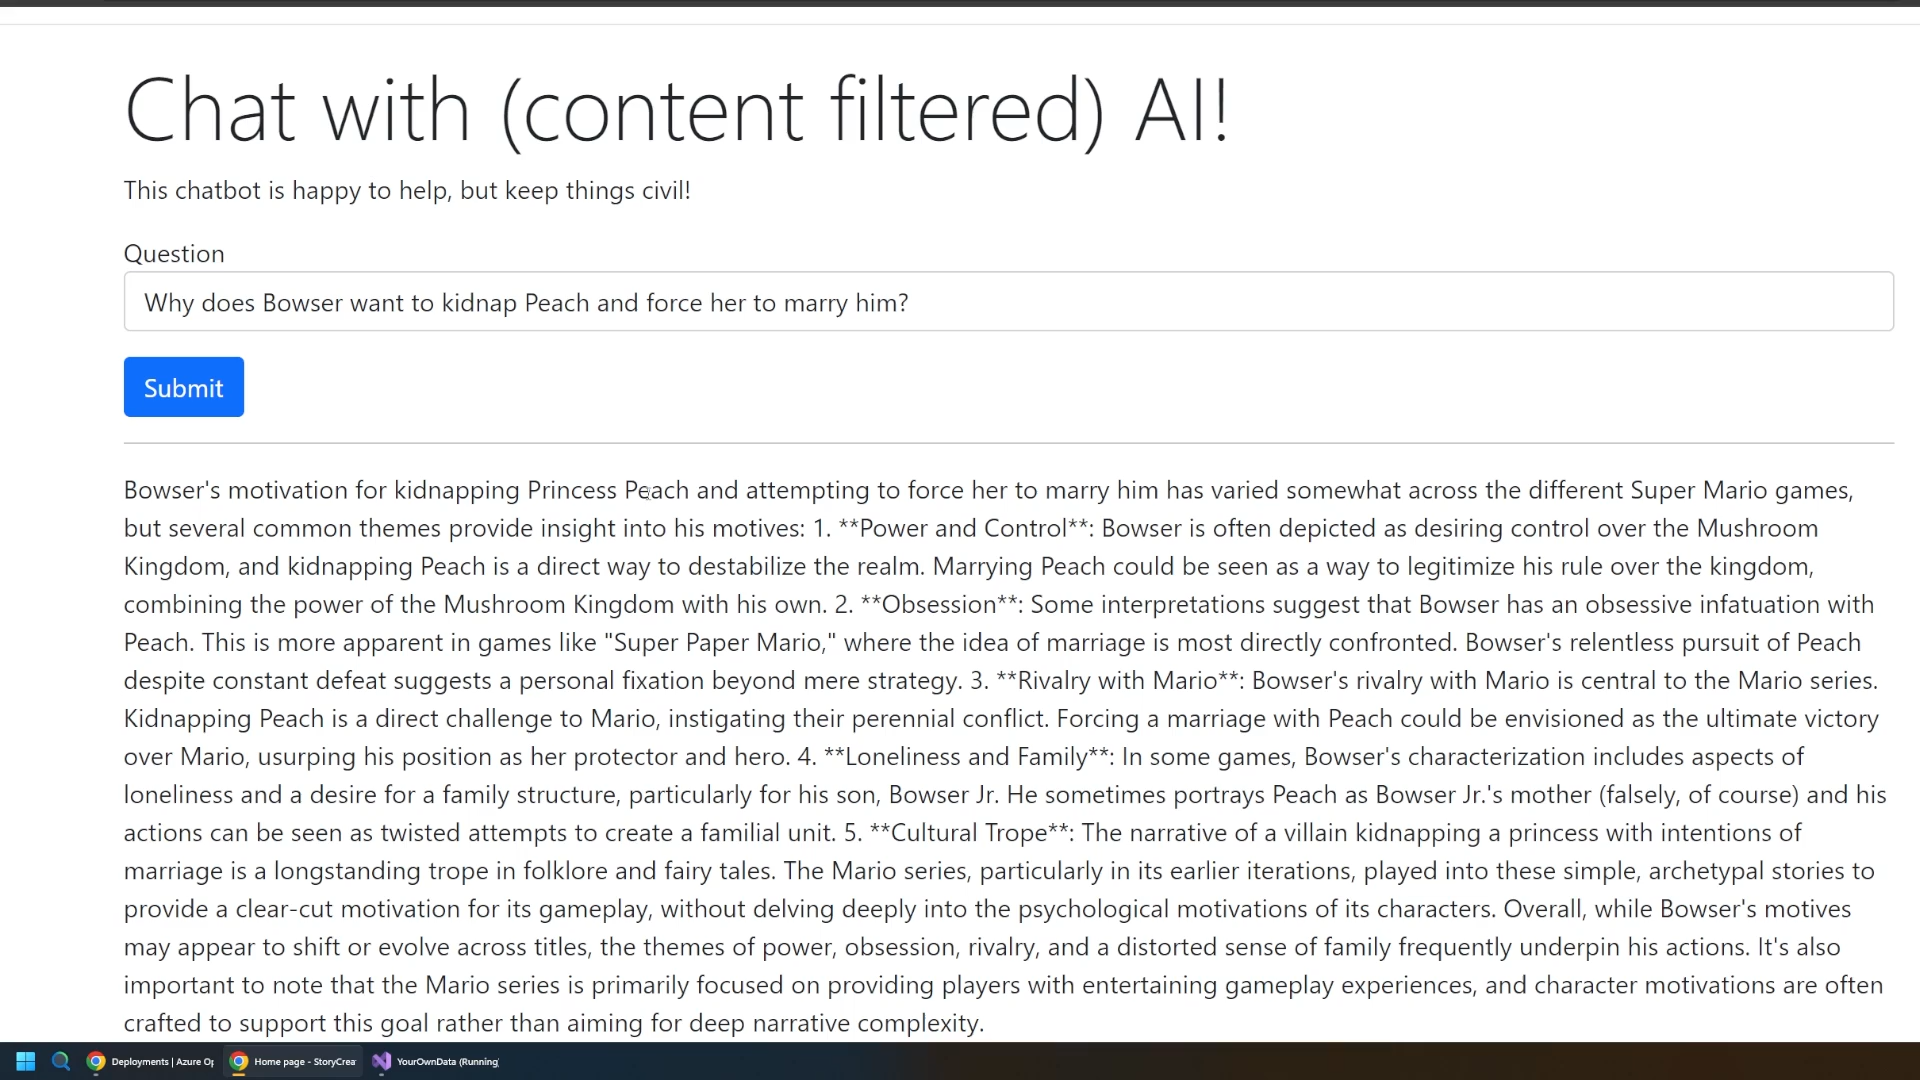 Chat with (content filtered) AI!
This chatbot is happy to help, but keep things civil!
Question
Why does Bowser want to kidnap Peach and force her to marry him?
Submit
Bowser's motivation for kidnapping Princess Peach and attempting to force her to marry him has varied somewhat across the different Super Mario games,
but several common themes provide insight into his motives: 1. **Power and Control**: Bowser is often depicted as desiring control over the Mushroom
Kingdom, and kidnapping Peach is a direct way to destabilize the realm. Marrying Peach could be seen as a way to legitimize his rule over the kingdom,
combining the power of the Mushroom Kingdom with his own. 2. **Obsession**: Some interpretations suggest that Bowser has an obsessive infatuation with
Peach. This is more apparent in games like "Super Paper Mario," where the idea of marriage is most directly confronted. Bowser's relentless pursuit of Peach
despite constant defeat suggests a personal fixation beyond mere strategy. 3. **Rivalry with Mario**: Bowser's rivalry with Mario is central to the Mario series.
Kidnapping Peach is a direct challenge to Mario, instigating their perennial conflict. Forcing a marriage with Peach could be envisioned as the ultimate victory
over Mario, usurping his position as her protector and hero. 4. **Loneliness and Family**: In some games, Bowser's characterization includes aspects of
loneliness and a desire for a family structure, particularly for his son, Bowser Jr. He sometimes portrays Peach as Bowser Jr.'s mother (falsely, of course) and his
actions can be seen as twisted attempts to create a familial unit. 5. **Cultural Trope**: The narrative of a villain kidnapping a princess with intentions of
marriage is a longstanding trope in folklore and fairy tales. The Mario series, particularly in its earlier iterations, played into these simple, archetypal stories to
provide a clear-cut motivation for its gameplay, without delving deeply into the psychological motivations of its characters. Overall, while Bowser's motives
may appear to shift or evolve across titles, the themes of power, obsession, rivalry, and a distorted sense of family frequently underpin his actions. It's also
important to note that the Mario series is primarily focused on providing players with entertaining gameplay experiences, and character motivations are often
crafted to support this goal rather than aiming for deep narrative complexity.
Deployments | Azure Op Home page - StoryCrea YourOwnData (Running)